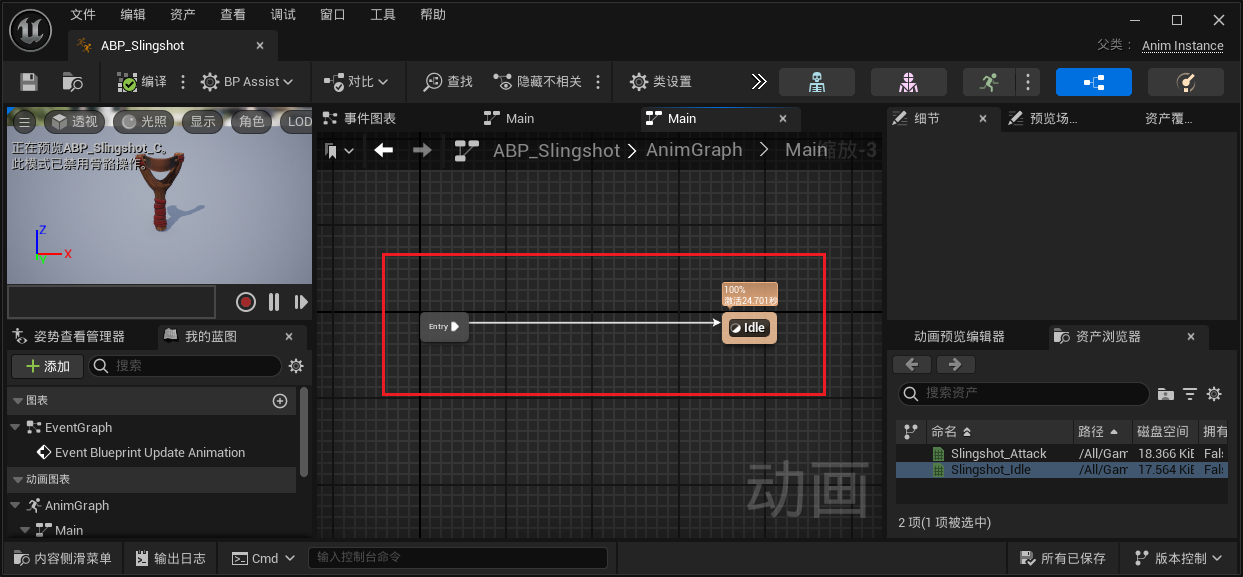 文件 编辑 资产 查看 调试 窗口 工具 帮助
ABP_Slingshot
父类： Anim Instance
编译 BP Assist 对比 查找 隐藏不相关 类设置
透视 光照 显示 角色 LOD
正在预览ABP_Slingshot_C。
此模式已禁用骨骼操作。
Z
X
事件图表 Main Main
ABP_Slingshot AnimGraph Main 缩放-3
100%
激活24.701秒
Entry
Idle
动画
细节 预览场... 资产覆...
姿势查看管理器 我的蓝图
添加 搜索
图表
EventGraph
Event Blueprint Update Animation
动画图表
AnimGraph
Main
动画预览编辑器 资产浏览器
搜索资产
命名 路径 磁盘空间 拥有
Slingshot_Attack /All/Gam 18.366 KiE Fal
Slingshot_Idle /All/Gam 17.564 KiE Fal
2 项(1 项被选中)
内容侧滑菜单 输出日志 Cmd 输入控制台命令 所有已保存 版本控制